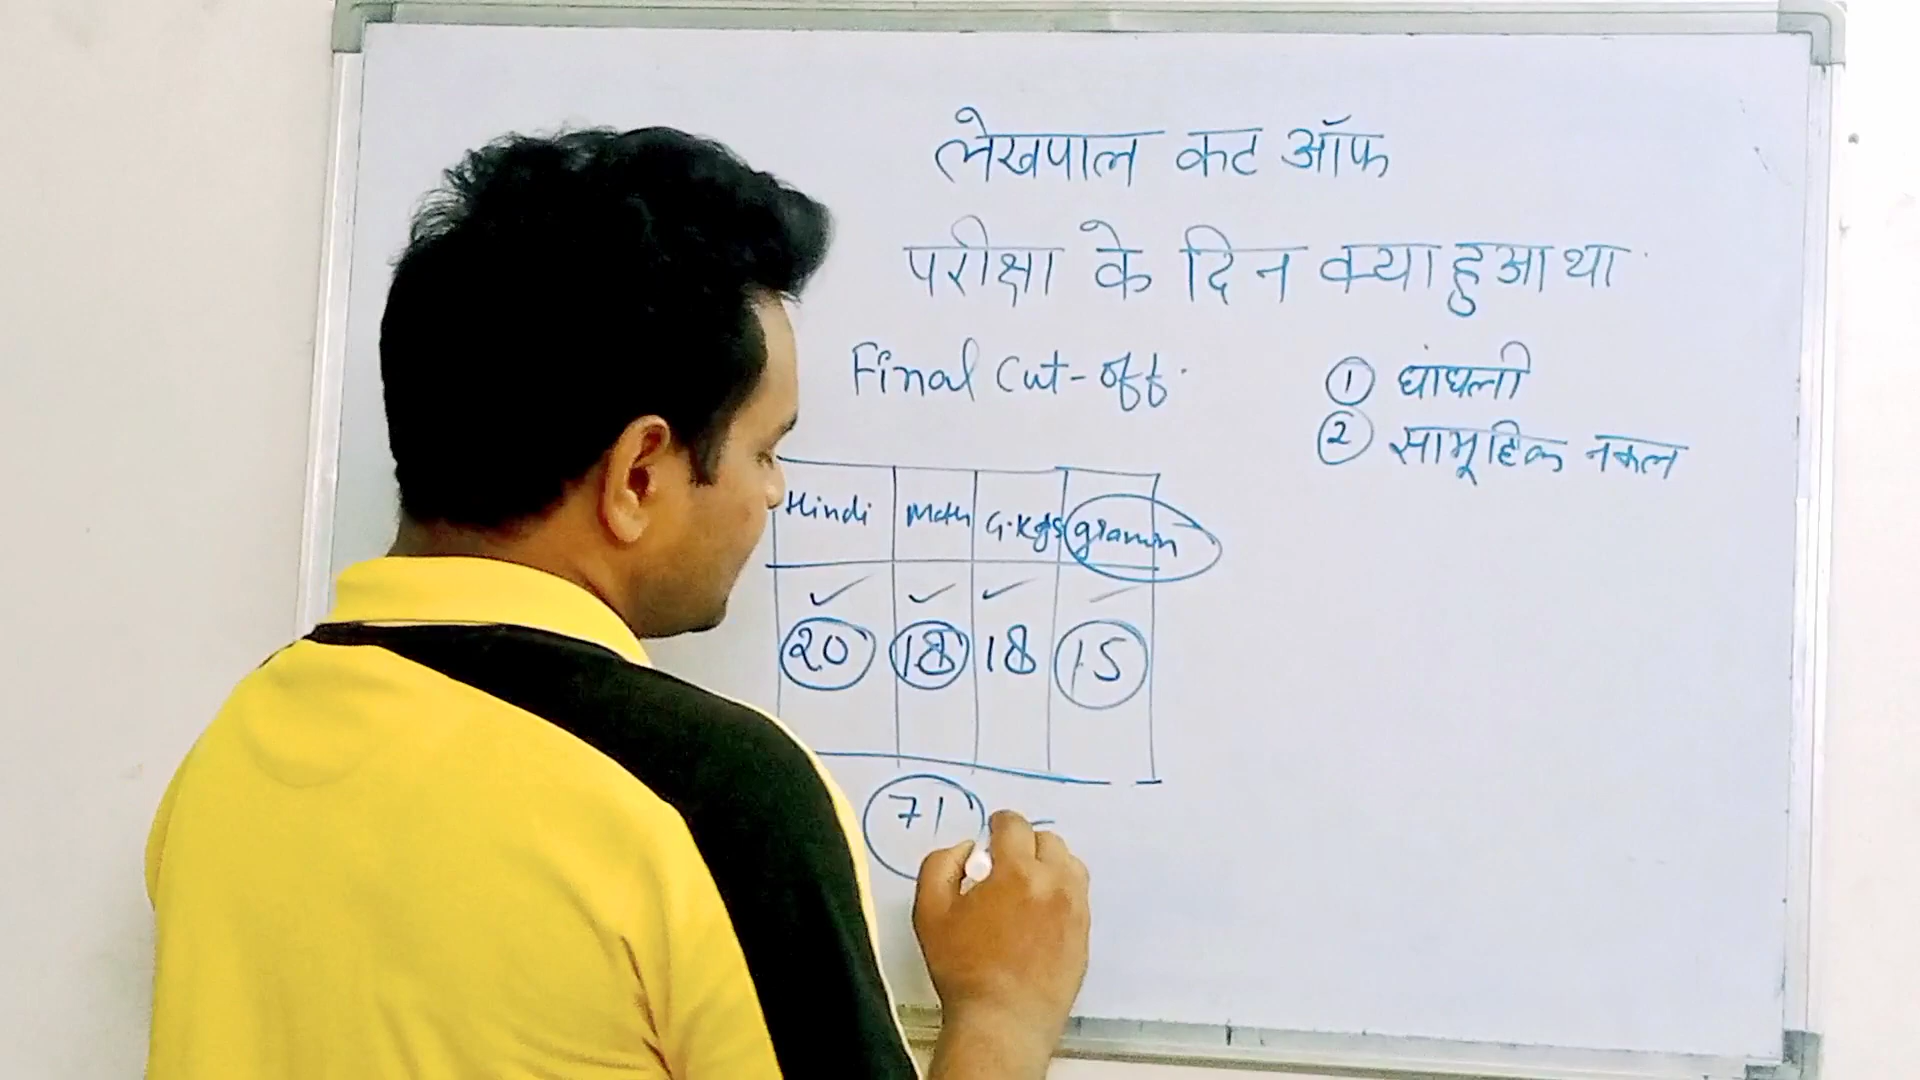 लेखपाल कट ऑफ
परीक्षा के दिन क्या हुआ था
Final Cut-off.
① धांधली
② सामूहिक नकल
Hindi Math G.K/GS gramin
20 18 18 15
71